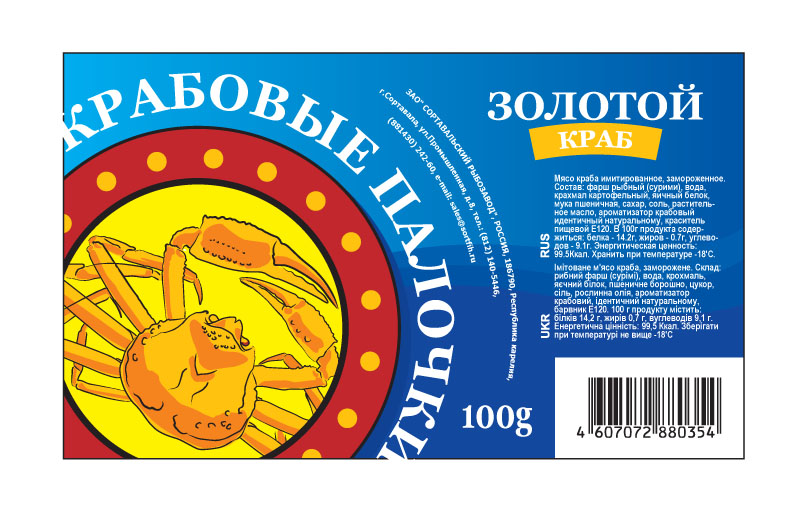 КРАБОВЫЕ ПАЛОЧКИ
ЗАО" СОРТАВАЛЬСКИЙ РЫБОЗАВОД", РОССИЯ, 186790, Республика карелия,
г.Сортавала, ул.Промышленная, д.8, тел.: (812) 140-5446,
(881430) 242-60, e-mail: sales@sortfih.ru
ЗОЛОТОЙ
КРАБ
RUS
Мясо краба имитированное, замороженное.
Состав: фарш рыбный (сурими), вода,
крахмал картофельный, яичный белок,
мука пшеничная, сахар, соль, раститель-
ное масло, ароматизатор крабовый
идентичный натуральному, краситель
пищевой Е120. В 100г продукта содер-
житься: белка - 14.2г, жиров - 0.7г, углево-
дов - 9.1г. Энергитическая ценность:
99.5Ккал. Хранить при температуре -18'С.
UKR
Імітоване м'ясо краба, заморожене. Склад:
рибний фарш (сурімі), вода, крохмаль,
яєчний білок, пшеничне борошно, цукор,
сіль, рослинна олія, ароматизатор
крабовий, ідентичний натуральному,
барвник Е120. 100 г продукту містить:
білків 14,2 г, жирів 0,7 г, вуглеводів 9,1 г.
Енергетична цінність: 99,5 Ккал. Зберігати
при температурі не вище -18'С
100g
4 607072 880354